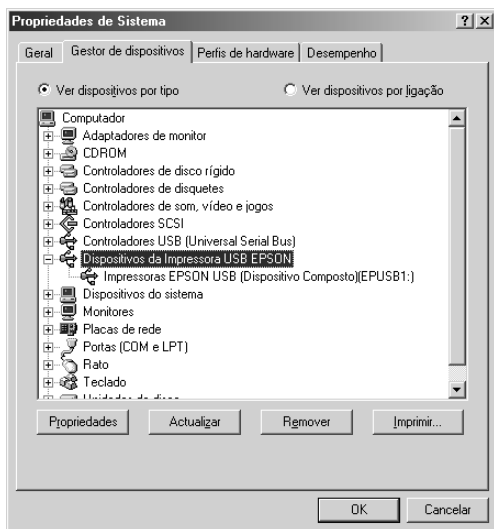 Propriedades de Sistema
Geral Gestor de dispositivos Perfis de hardware Desempenho
Ver dispositivos por tipo Ver dispositivos por ligação
Computador
Adaptadores de monitor
CDROM
Controladores de disco rígido
Controladores de disquetes
Controladores de som, vídeo e jogos
Controladores SCSI
Controladores USB (Universal Serial Bus)
Dispositivos da Impressora USB EPSON
Impressoras EPSON USB (Dispositivo Composto)(EPUSB1:)
Dispositivos do sistema
Monitores
Placas de rede
Portas (COM e LPT)
Rato
Teclado
Unidades de disco
Propriedades Actualizar Remover Imprimir...
OK Cancelar